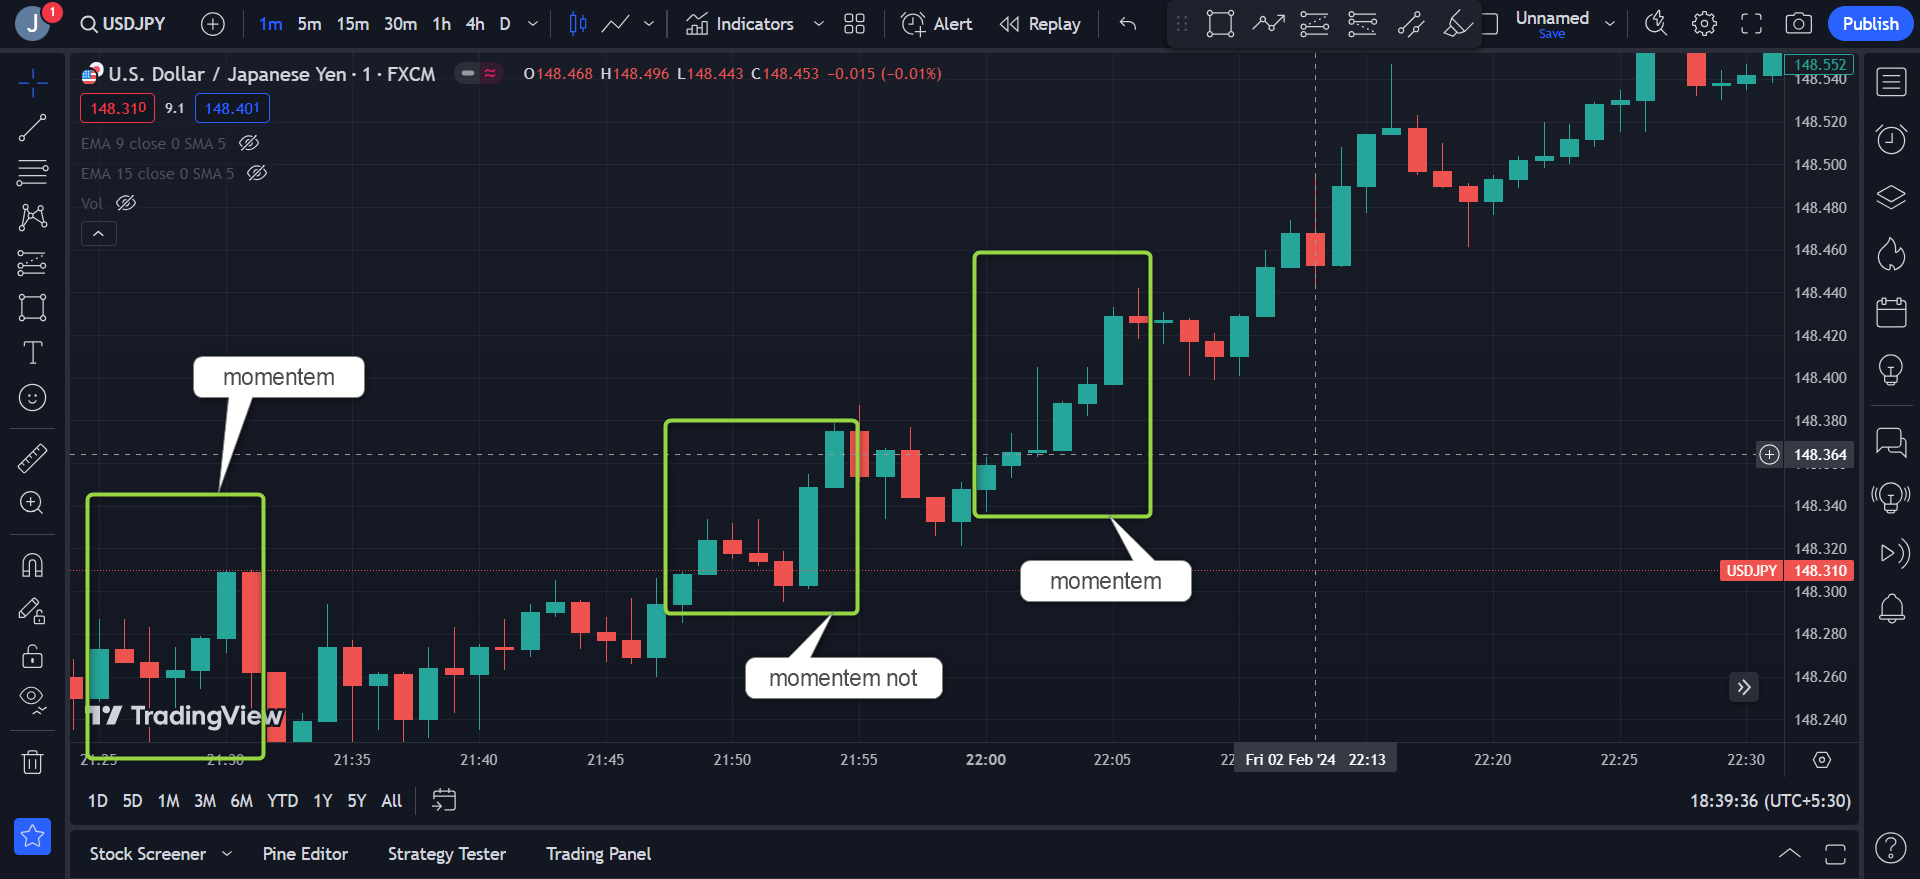 J 1 USDJPY 1m 5m 15m 30m 1h 4h D Indicators Alert Replay Unnamed Save Publish
U.S. Dollar / Japanese Yen · 1 · FXCM O148.468 H148.496 L148.443 C148.453 −0.015 (−0.01%)
148.310 9.1 148.401
EMA 9 close 0 SMA 5
EMA 15 close 0 SMA 5
Vol
148.552
148.540
148.520
148.500
148.480
148.460
148.440
148.420
148.400
148.380
148.364
148.340
148.320
USDJPY 148.310
148.300
148.280
148.260
148.240
momentem
momentem
momentem not
TradingView
21:25 21:30 21:35 21:40 21:45 21:50 21:55 22:00 22:05 Fri 02 Feb '24 22:13 22:20 22:25 22:30
1D 5D 1M 3M 6M YTD 1Y 5Y All 18:39:36 (UTC+5:30)
Stock Screener Pine Editor Strategy Tester Trading Panel